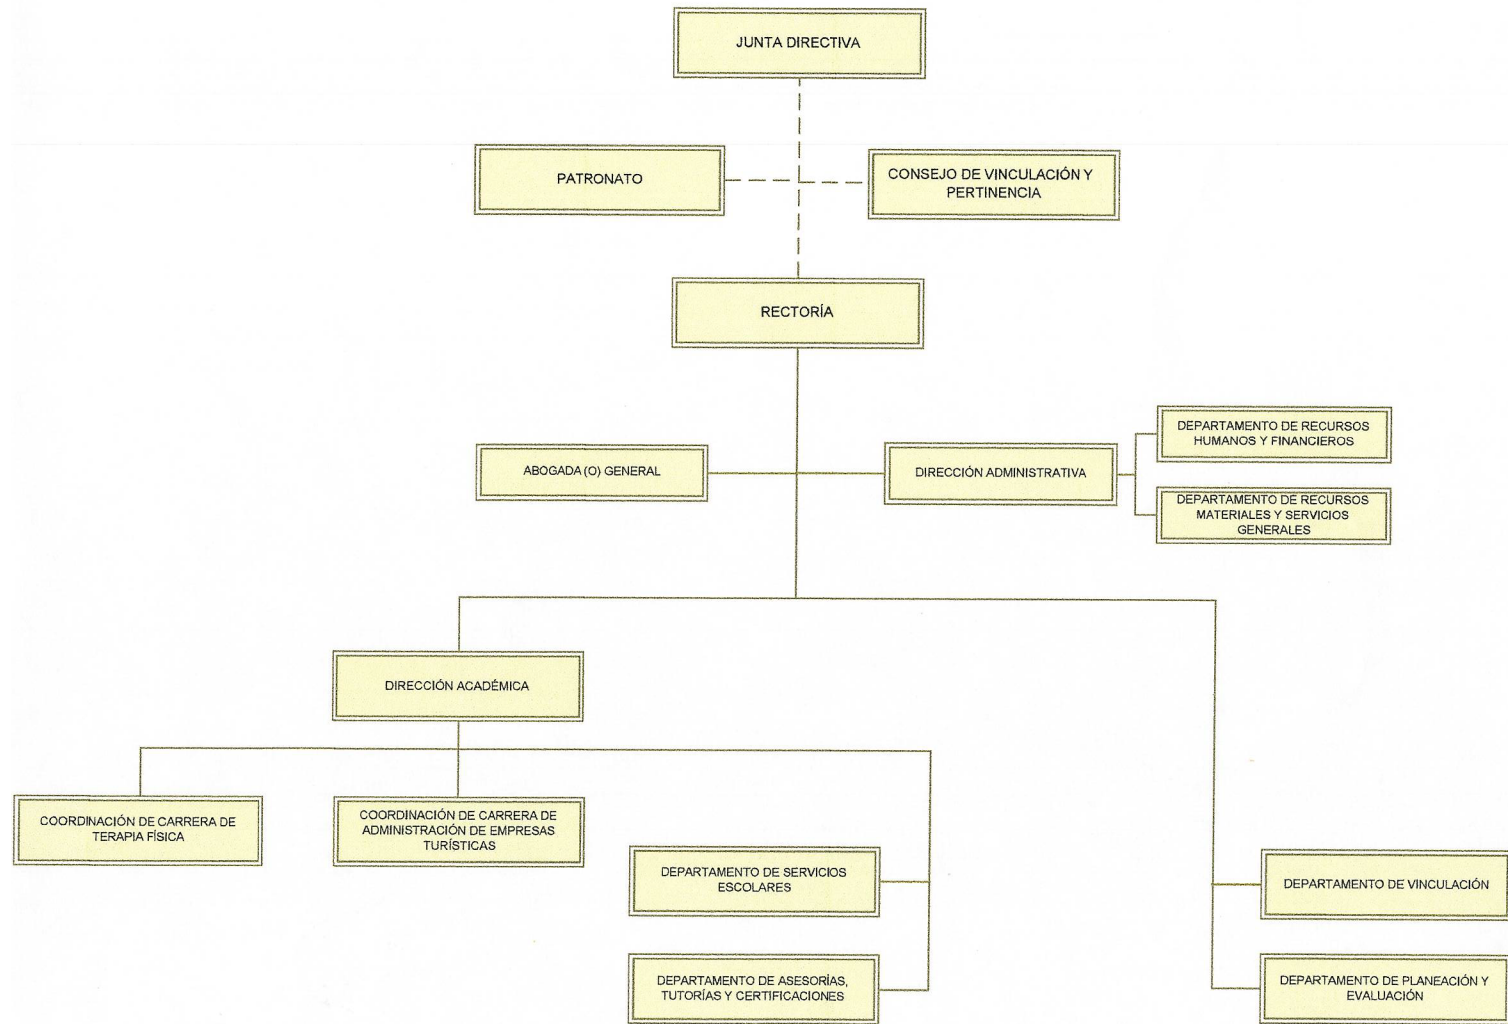 JUNTA DIRECTIVA
PATRONATO
CONSEJO DE VINCULACIÓN Y
PERTINENCIA
RECTORÍA
ABOGADA (O) GENERAL
DIRECCIÓN ADMINISTRATIVA
DEPARTAMENTO DE RECURSOS
HUMANOS Y FINANCIEROS
DEPARTAMENTO DE RECURSOS
MATERIALES Y SERVICIOS
GENERALES
DIRECCIÓN ACADÉMICA
COORDINACIÓN DE CARRERA DE
TERAPIA FÍSICA
COORDINACIÓN DE CARRERA DE
ADMINISTRACIÓN DE EMPRESAS
TURÍSTICAS
DEPARTAMENTO DE SERVICIOS
ESCOLARES
DEPARTAMENTO DE ASESORÍAS,
TUTORÍAS Y CERTIFICACIONES
DEPARTAMENTO DE VINCULACIÓN
DEPARTAMENTO DE PLANEACIÓN Y
EVALUACIÓN